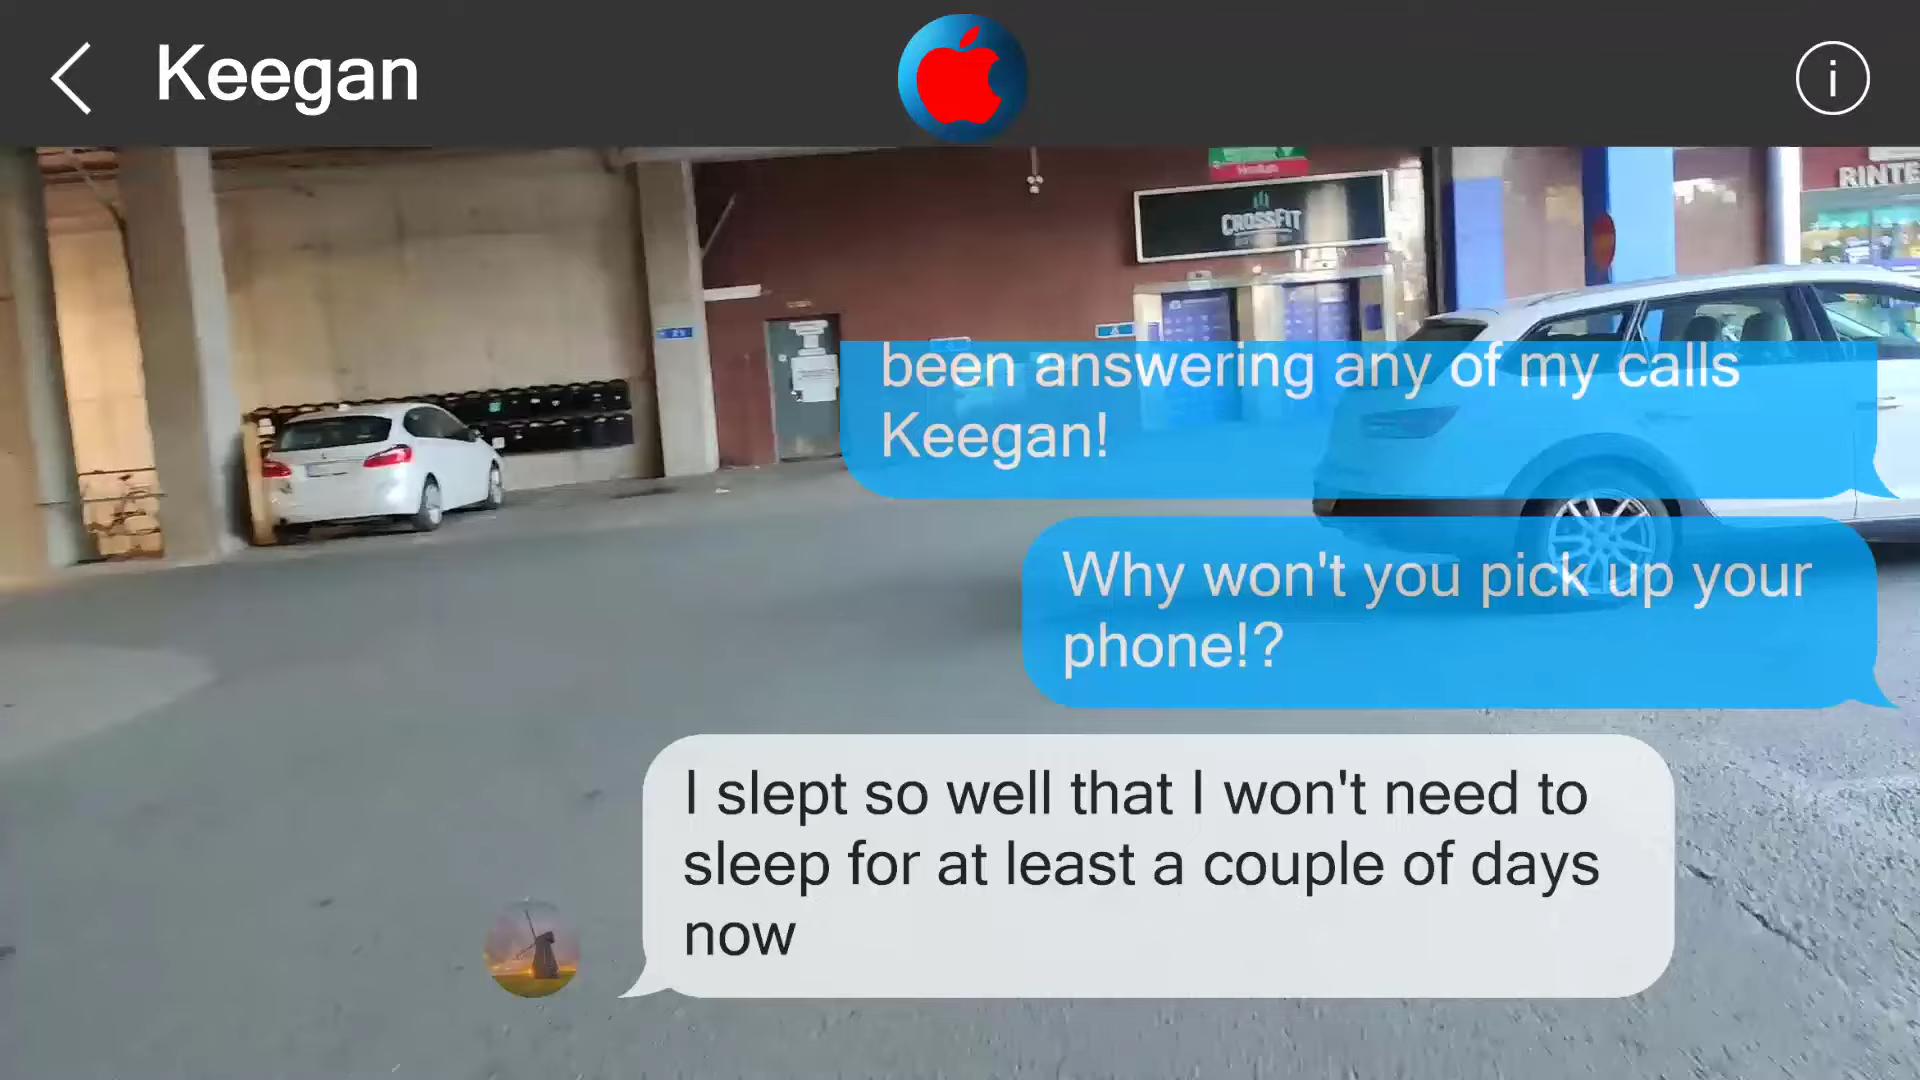 Keegan
CROSSFIT
RINTE
been answering any of my calls
Keegan!
Why won't you pick up your
phone!?
I slept so well that I won't need to
sleep for at least a couple of days
now